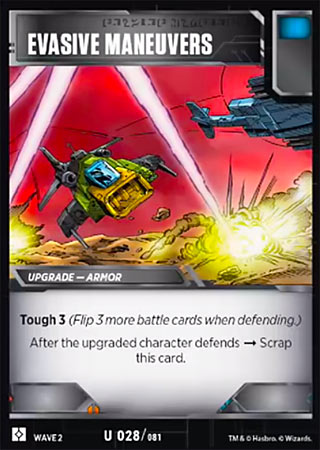 EVASIVE MANEUVERS
UPGRADE — ARMOR
Tough 3 (Flip 3 more battle cards when defending.)
After the upgraded character defends → Scrap
this card.
WAVE 2
U 028/081
TM & © Hasbro. © Wizards.